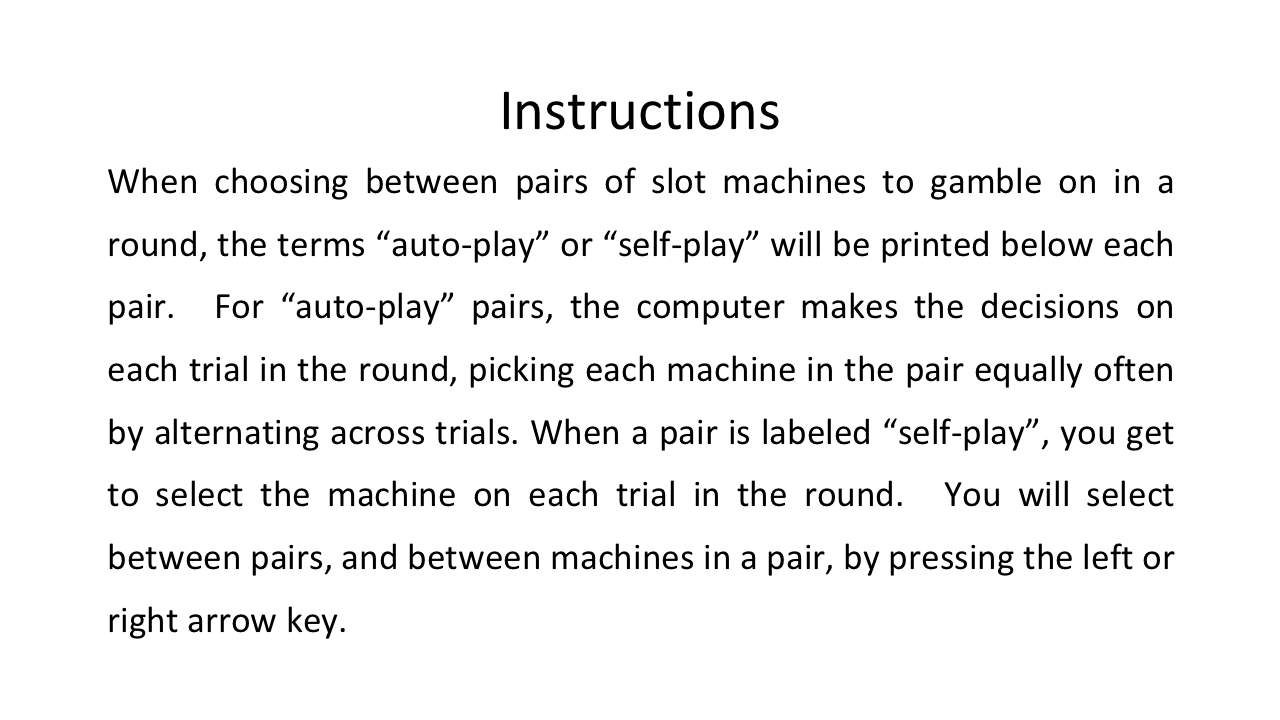 Instructions
When choosing between pairs of slot machines to gamble on in a
round, the terms “auto-play” or “self-play” will be printed below each
pair.  For “auto-play” pairs, the computer makes the decisions on
each trial in the round, picking each machine in the pair equally often
by alternating across trials. When a pair is labeled “self-play”, you get
to select the machine on each trial in the round.  You will select
between pairs, and between machines in a pair, by pressing the left or
right arrow key.